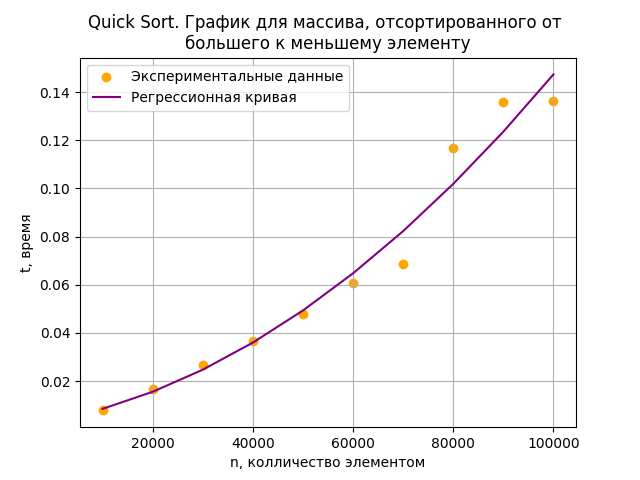 Quick Sort. График для массива, отсортированного от
большего к меньшему элементу
Экспериментальные данные
Регрессионная кривая
t, время
0.14
0.12
0.10
0.08
0.06
0.04
0.02
20000 40000 60000 80000 100000
n, колличество элементом